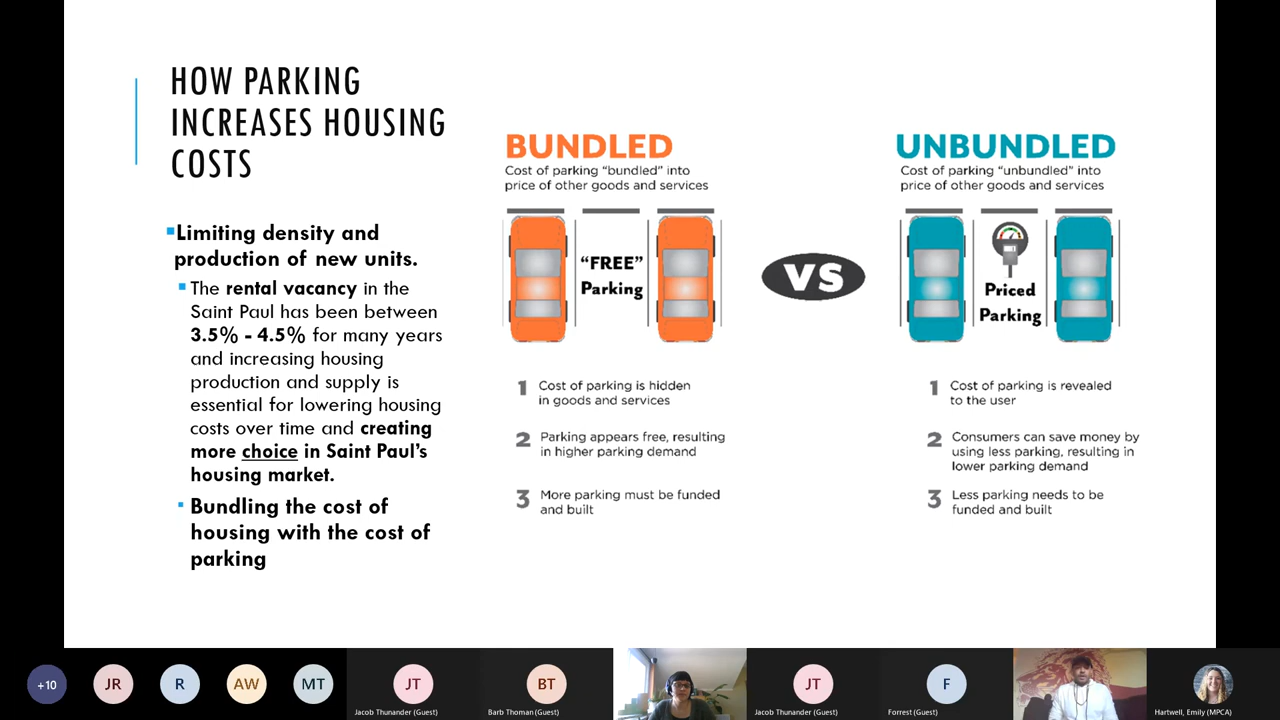 HOW PARKING
INCREASES HOUSING
COSTS
Limiting density and
production of new units.
The rental vacancy in the
Saint Paul has been between
3.5% - 4.5% for many years
and increasing housing
production and supply is
essential for lowering housing
costs over time and creating
more choice in Saint Paul's
housing market.
Bundling the cost of
housing with the cost of
parking
BUNDLED
Cost of parking "bundled" into
price of other goods and services
"FREE"
Parking
1 Cost of parking is hidden
in goods and services
2 Parking appears free, resulting
in higher parking demand
3 More parking must be funded
and built
VS
UNBUNDLED
Cost of parking "unbundled" into
price of other goods and services
Priced
Parking
1 Cost of parking is revealed
to the user
2 Consumers can save money by
using less parking, resulting in
lower parking demand
3 Less parking needs to be
funded and built
+10
JR
R
AW
MT
JT
Jacob Thunander (Guest)
BT
Barb Thoman (Guest)
JT
Jacob Thunander (Guest)
F
Forrest (Guest)
Hartwell, Emily (MPCA)